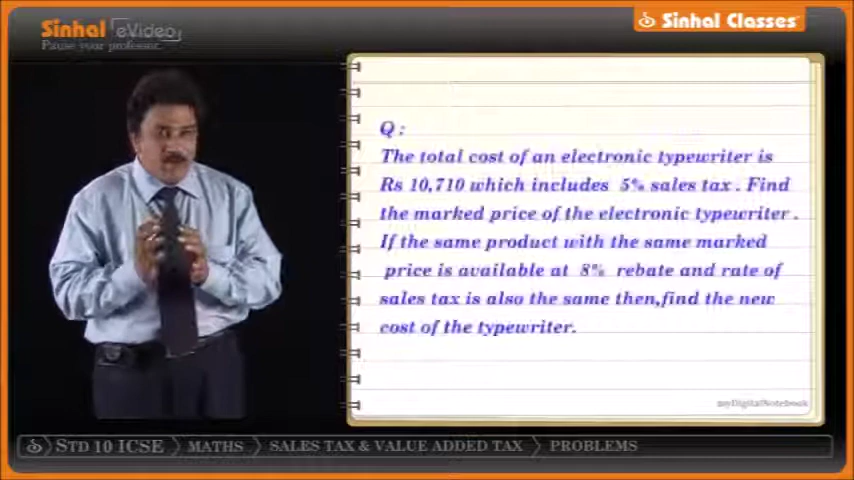 Sinhal eVideo
Pause your professor...
Sinhal Classes
Q :
The total cost of an electronic typewriter is
Rs 10,710 which includes 5% sales tax . Find
the marked price of the electronic typewriter .
If the same product with the same marked
price is available at 8% rebate and rate of
sales tax is also the same then,find the new
cost of the typewriter.
myDigitalNotebook
STD 10 ICSE
MATHS
SALES TAX & VALUE ADDED TAX
PROBLEMS